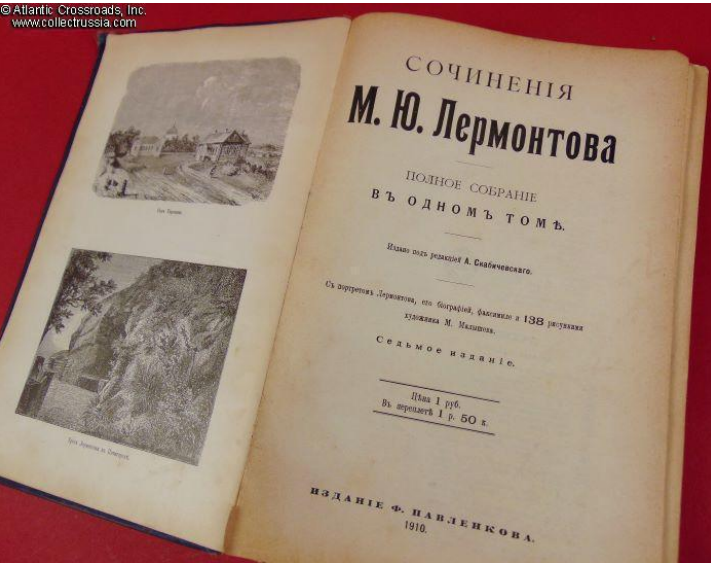 © Atlantic Crossroads, Inc.
www.collectrussia.com
СОЧИНЕНІЯ
М. Ю. Лермонтова
ПОЛНОЕ СОБРАНІЕ
ВЪ ОДНОМЪ ТОМѢ.
Издано подъ редакціей А. Скабичевскаго.
Съ портретомъ Лермонтова, его біографіей, факсимиле и 138 рисунками
художника М. Малышева.
Седьмое изданіе.
Цѣна 1 руб.
Въ переплетѣ 1 р. 50 к.
ИЗДАНІЕ Ф. ПАВЛЕНКОВА.
1910.